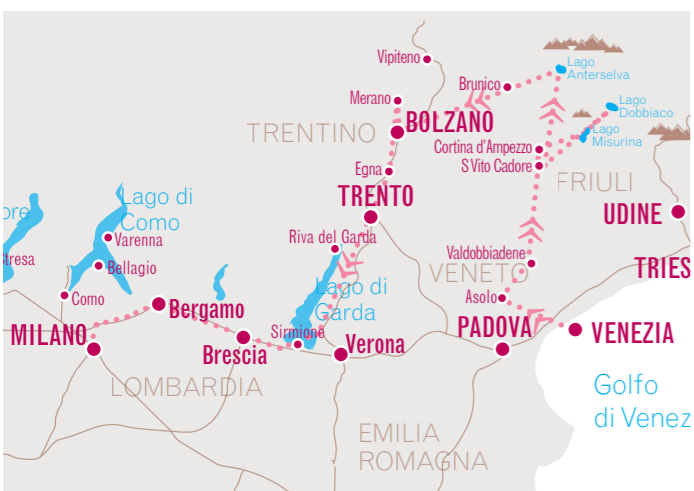 Vipiteno
Brunico
Lago
Anterselva
Merano
Lago
Dobbiaco
BOLZANO
TRENTINO
Cortina d'Ampezzo
Lago
Misurina
S Vito Cadore
Egna
FRIULI
TRENTO
UDINE
Lago di
Como
ore
Varenna
Riva del Garda
stresa
Bellagio
Valdobbiadene
VENETO
TRIES
Lago di
Garda
Como
Bergamo
Asolo
MILANO
Sirmione
PADOVA
VENEZIA
Brescia
Verona
LOMBARDIA
Golfo
di Venez
EMILIA
ROMAGNA